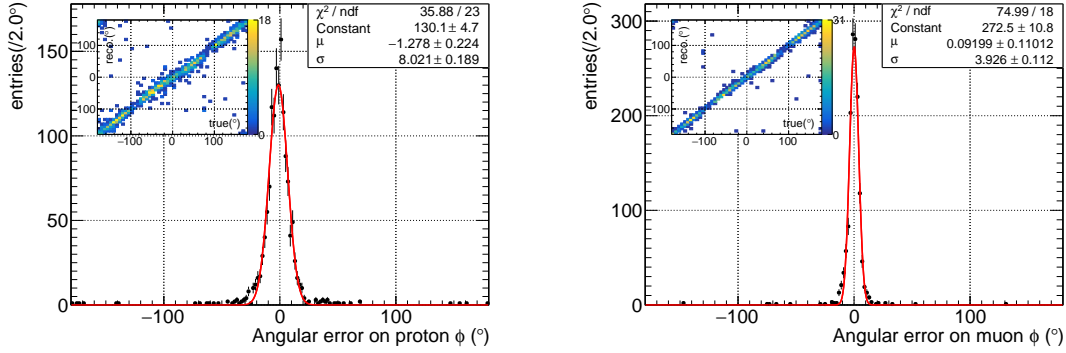 entries(/2.0°)
150
100
50
0
−100
0
100
Angular error on proton ϕ (°)
reco.(°)
100
0
−100
−100
0
100
true(°)
18
0
χ² / ndf 35.88 / 23
Constant 130.1 ± 4.7
μ −1.278 ± 0.224
σ 8.021 ± 0.189
entries(/2.0°)
300
200
100
0
−100
0
100
Angular error on muon ϕ (°)
reco.(°)
100
0
−100
−100
0
100
true(°)
31
0
χ² / ndf 74.99 / 18
Constant 272.5 ± 10.8
μ 0.09199 ± 0.11012
σ 3.926 ± 0.112